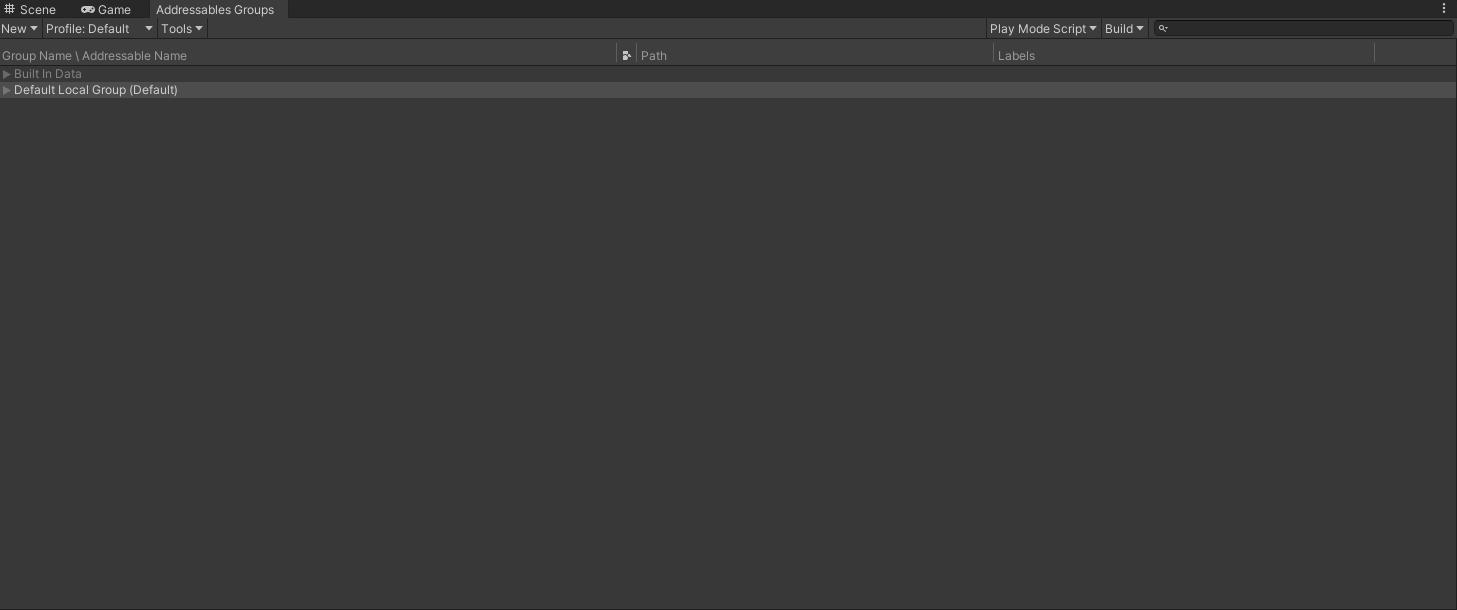 Scene Game Addressables Groups
New Profile: Default Tools Play Mode Script Build
Group Name \ Addressable Name Path Labels
Built In Data
Default Local Group (Default)